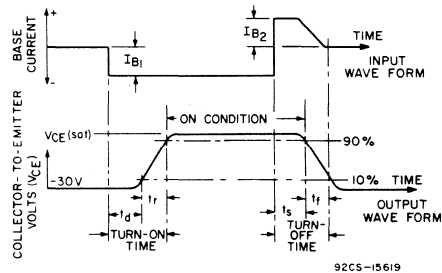 +
BASE
CURRENT
-
IB1
IB2
TIME
INPUT
WAVE FORM
ON CONDITION
COLLECTOR-TO-EMITTER
VOLTS (VCE)
VCE(sat)
90%
-30V
10%
TIME
td
tr
ts
tf
OUTPUT
WAVE FORM
TURN-ON
TIME
TURN-
OFF
TIME
92CS-15619